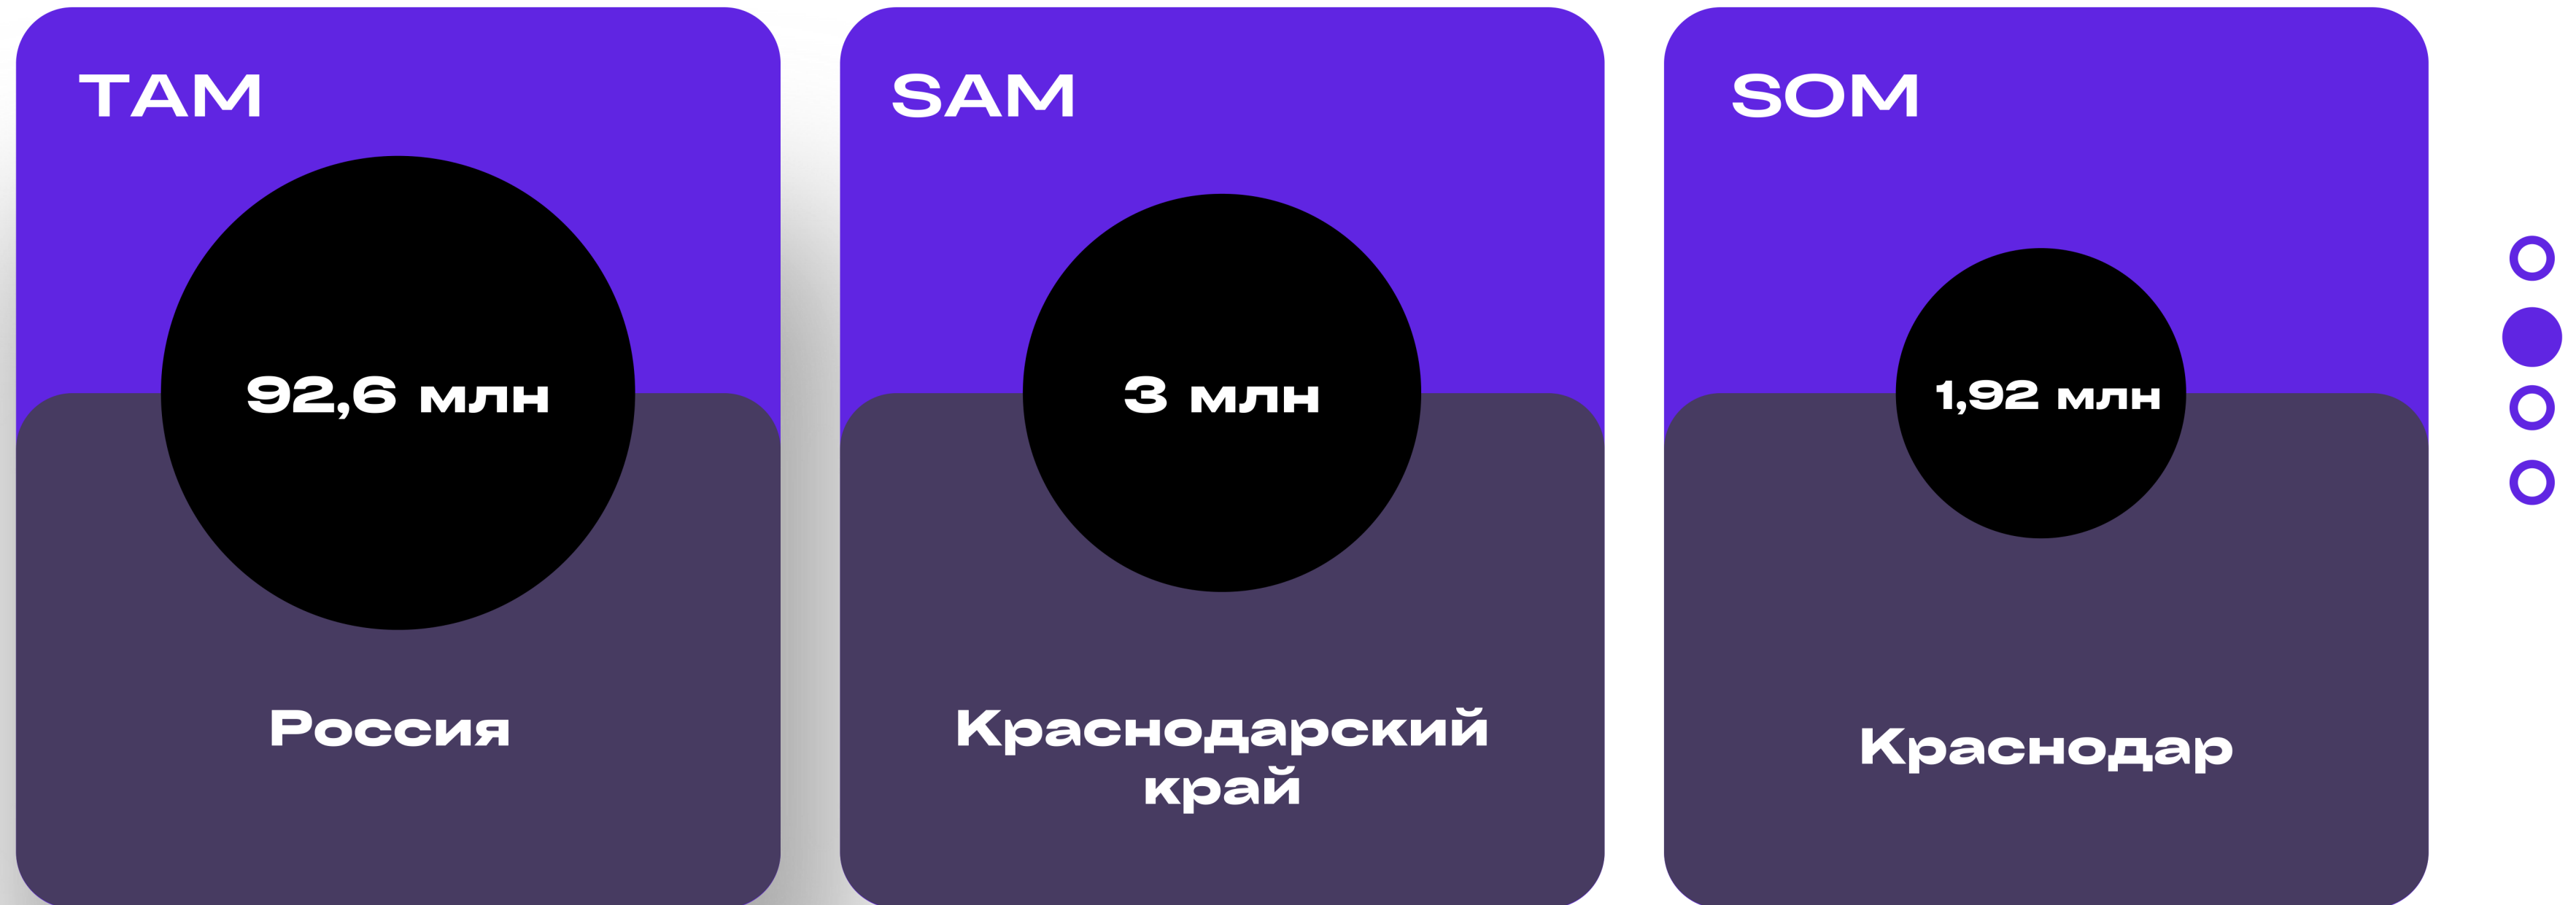 TAM
92,6 млн
Россия
SAM
3 млн
Краснодарский
край
SOM
1,92 млн
Краснодар